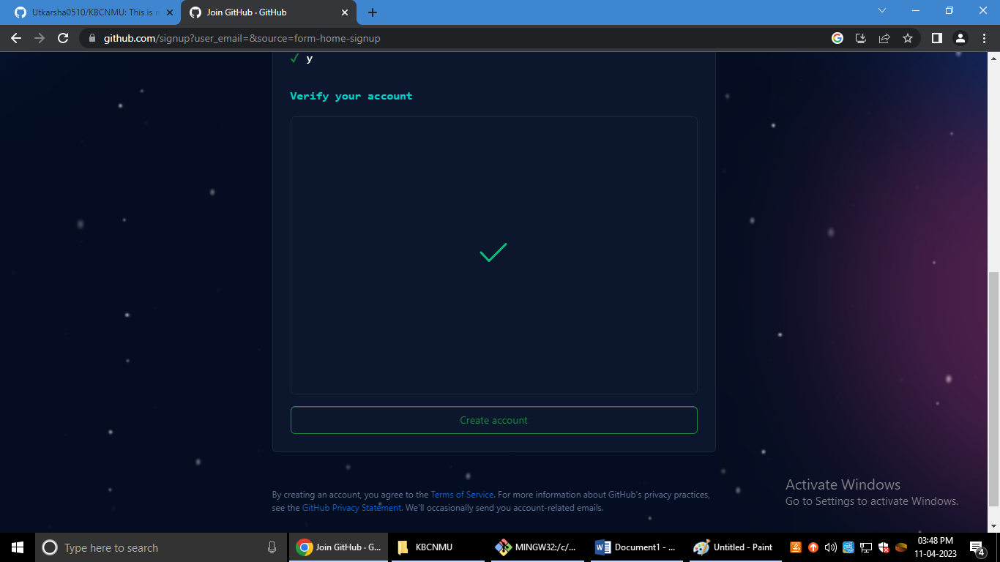 Utkarsha0510/KBCNMU: This is
Join GitHub · GitHub
github.com/signup?user_email=&source=form-home-signup
✓ y
Verify your account
Create account
By creating an account, you agree to the Terms of Service. For more information about GitHub's privacy practices,
see the GitHub Privacy Statement. We'll occasionally send you account-related emails.
Activate Windows
Go to Settings to activate Windows.
Type here to search
Join GitHub · G...
KBCNMU
MINGW32:/c/...
Document1 - ...
Untitled - Paint
03:48 PM
11-04-2023
4